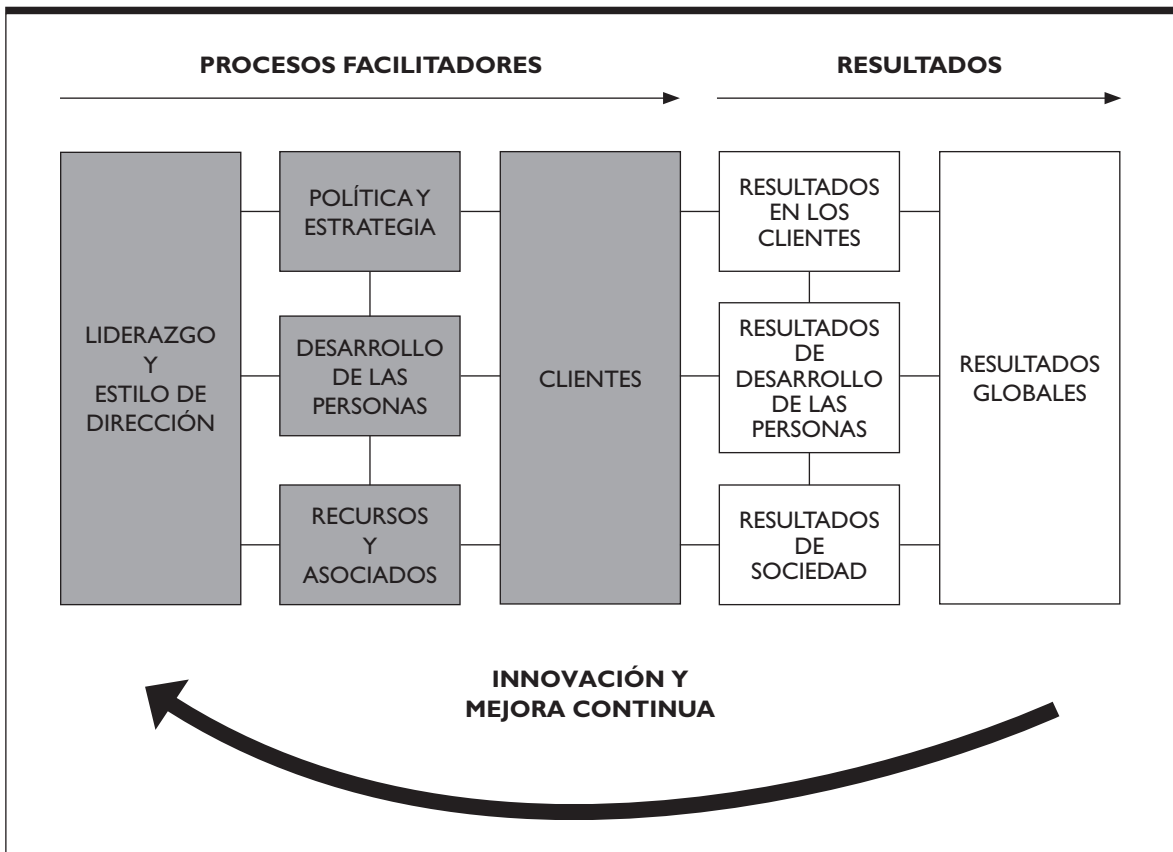 PROCESOS FACILITADORES
RESULTADOS
LIDERAZGO
Y
ESTILO DE
DIRECCIÓN
POLÍTICA Y
ESTRATEGIA
DESARROLLO
DE LAS
PERSONAS
RECURSOS
Y
ASOCIADOS
CLIENTES
RESULTADOS
EN LOS
CLIENTES
RESULTADOS
DE
DESARROLLO
DE LAS
PERSONAS
RESULTADOS
DE
SOCIEDAD
RESULTADOS
GLOBALES
INNOVACIÓN Y
MEJORA CONTINUA